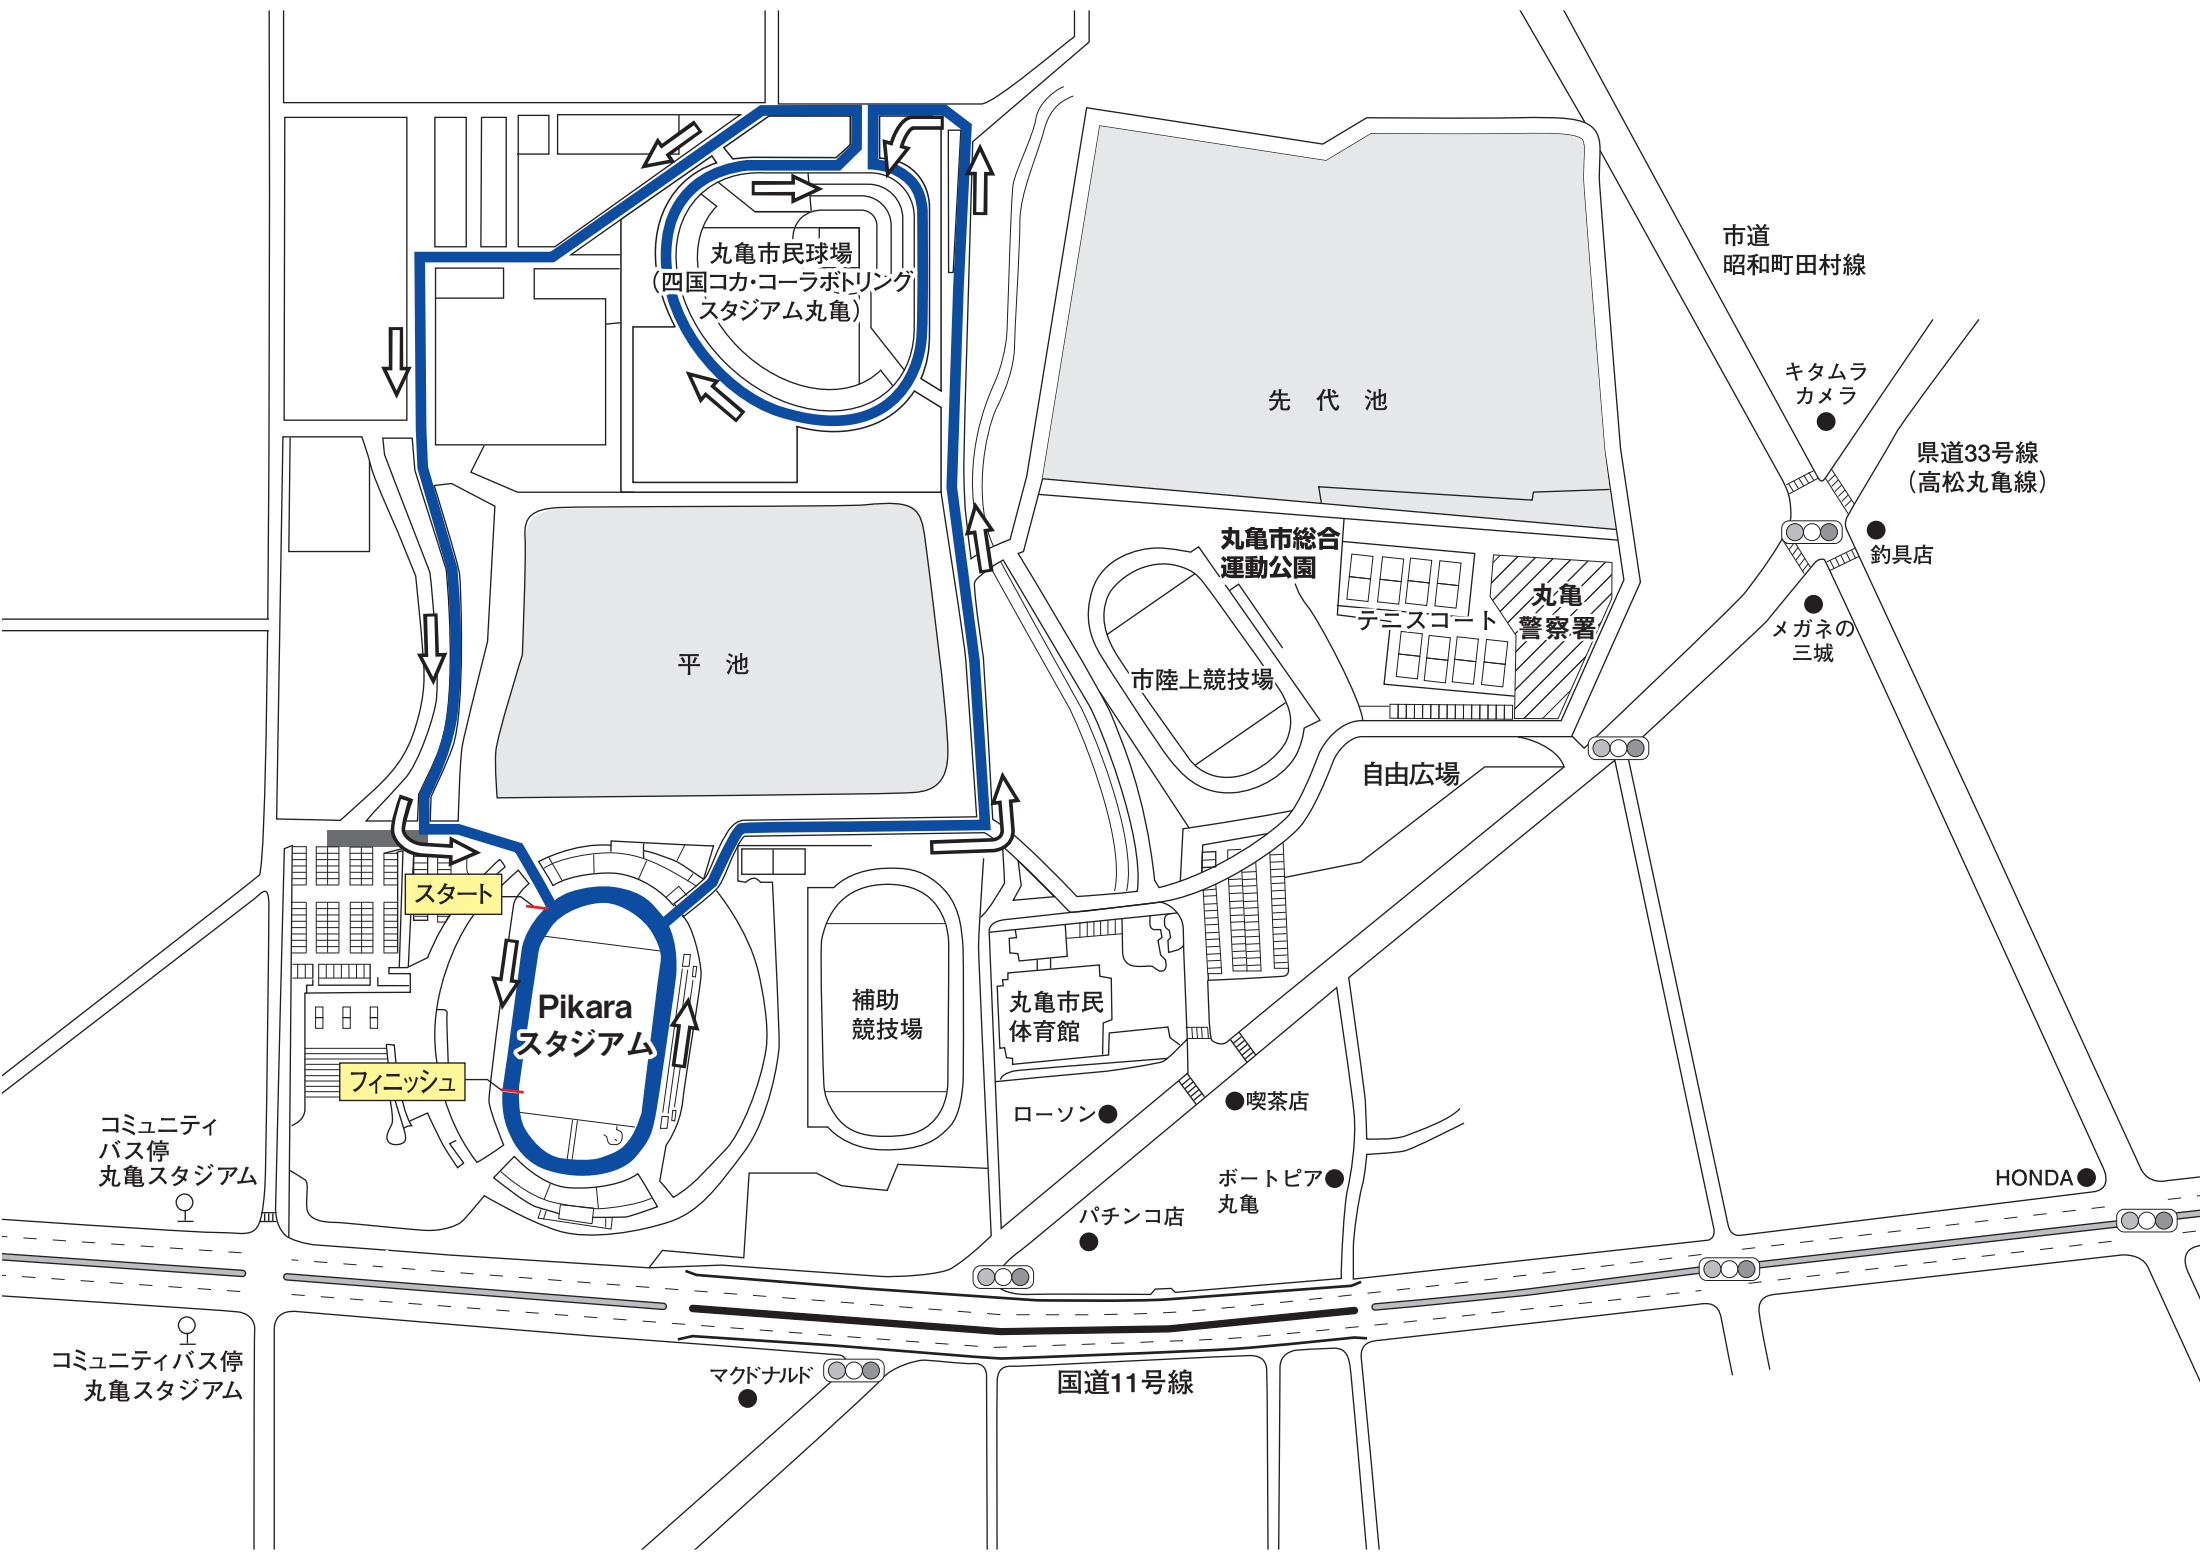 市道
昭和町田村線
丸亀市民球場
(四国コカ・コーラボトリング
スタジアム丸亀)
キタムラ
カメラ
先代池
県道33号線
(高松丸亀線)
丸亀市総合
運動公園
釣具店
丸亀
警察署
テニスコート
メガネの
三城
平池
市陸上競技場
自由広場
スタート
Pikara
スタジアム
補助
競技場
丸亀市民
体育館
フィニッシュ
ローソン
喫茶店
コミュニティ
バス停
丸亀スタジアム
ボートピア
丸亀
HONDA
パチンコ店
コミュニティバス停
丸亀スタジアム
マクドナルド
国道11号線